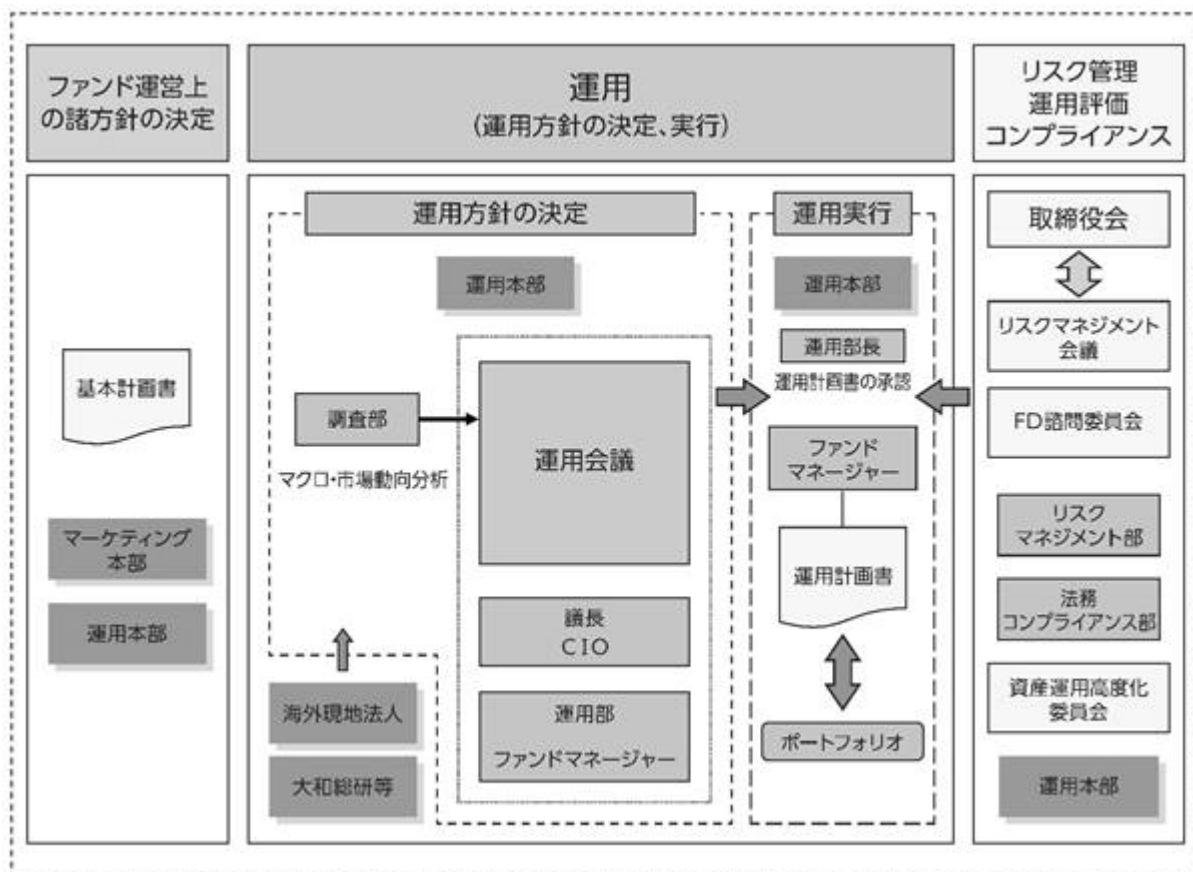 ファンド運営上
の諸方針の決定
運用
(運用方針の決定、実行)
リスク管理
運用評価
コンプライアンス
基本計画書
マーケティング
本部
運用本部
運用方針の決定
運用本部
調査部
マクロ・市場動向分析
運用会議
議長
CIO
運用部
ファンドマネージャー
海外現地法人
大和総研等
運用実行
運用本部
運用部長
運用計画書の承認
ファンド
マネージャー
運用計画書
ポートフォリオ
取締役会
リスクマネジメント
会議
FD諮問委員会
リスク
マネジメント部
法務
コンプライアンス部
資産運用高度化
委員会
運用本部